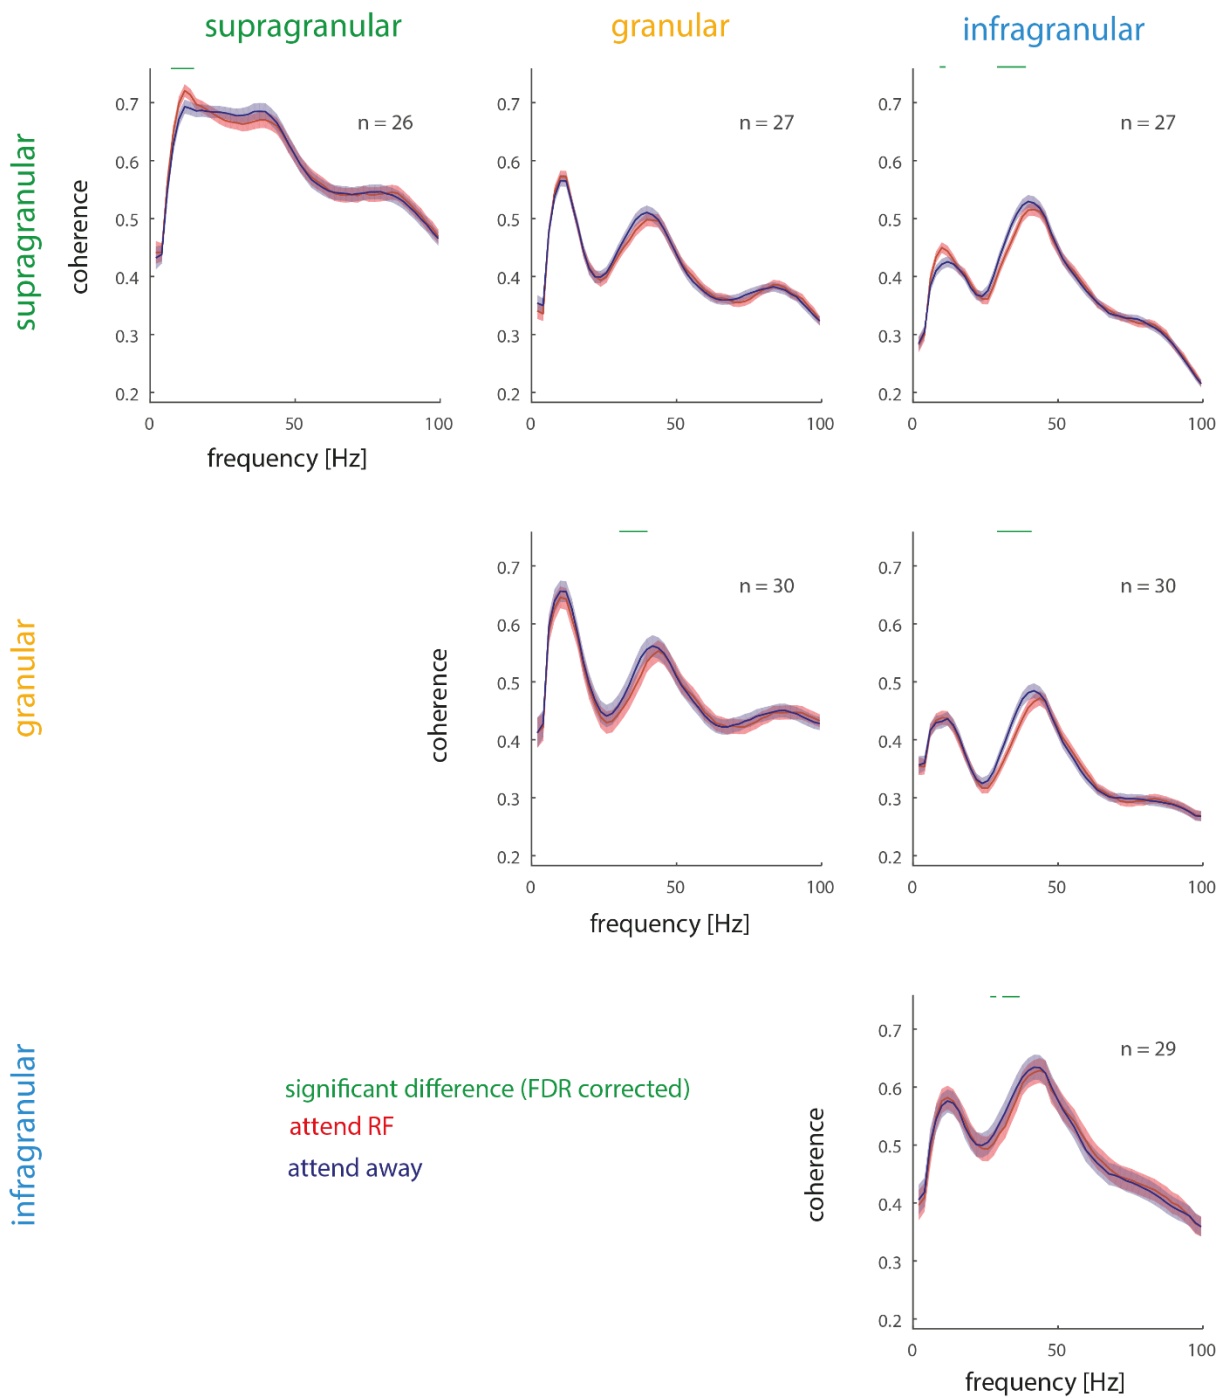 supragranular
granular
infragranular
supragranular
coherence
0.7
0.6
0.5
0.4
0.3
0.2
n = 26
0
50
100
frequency [Hz]
0.7
0.6
0.5
0.4
0.3
0.2
n = 27
0
50
100
0.7
0.6
0.5
0.4
0.3
0.2
n = 27
0
50
100
granular
coherence
0.7
0.6
0.5
0.4
0.3
0.2
n = 30
0
50
100
frequency [Hz]
0.7
0.6
0.5
0.4
0.3
0.2
n = 30
0
50
100
infragranular
significant difference (FDR corrected)
attend RF
attend away
coherence
0.7
0.6
0.5
0.4
0.3
0.2
n = 29
0
50
100
frequency [Hz]